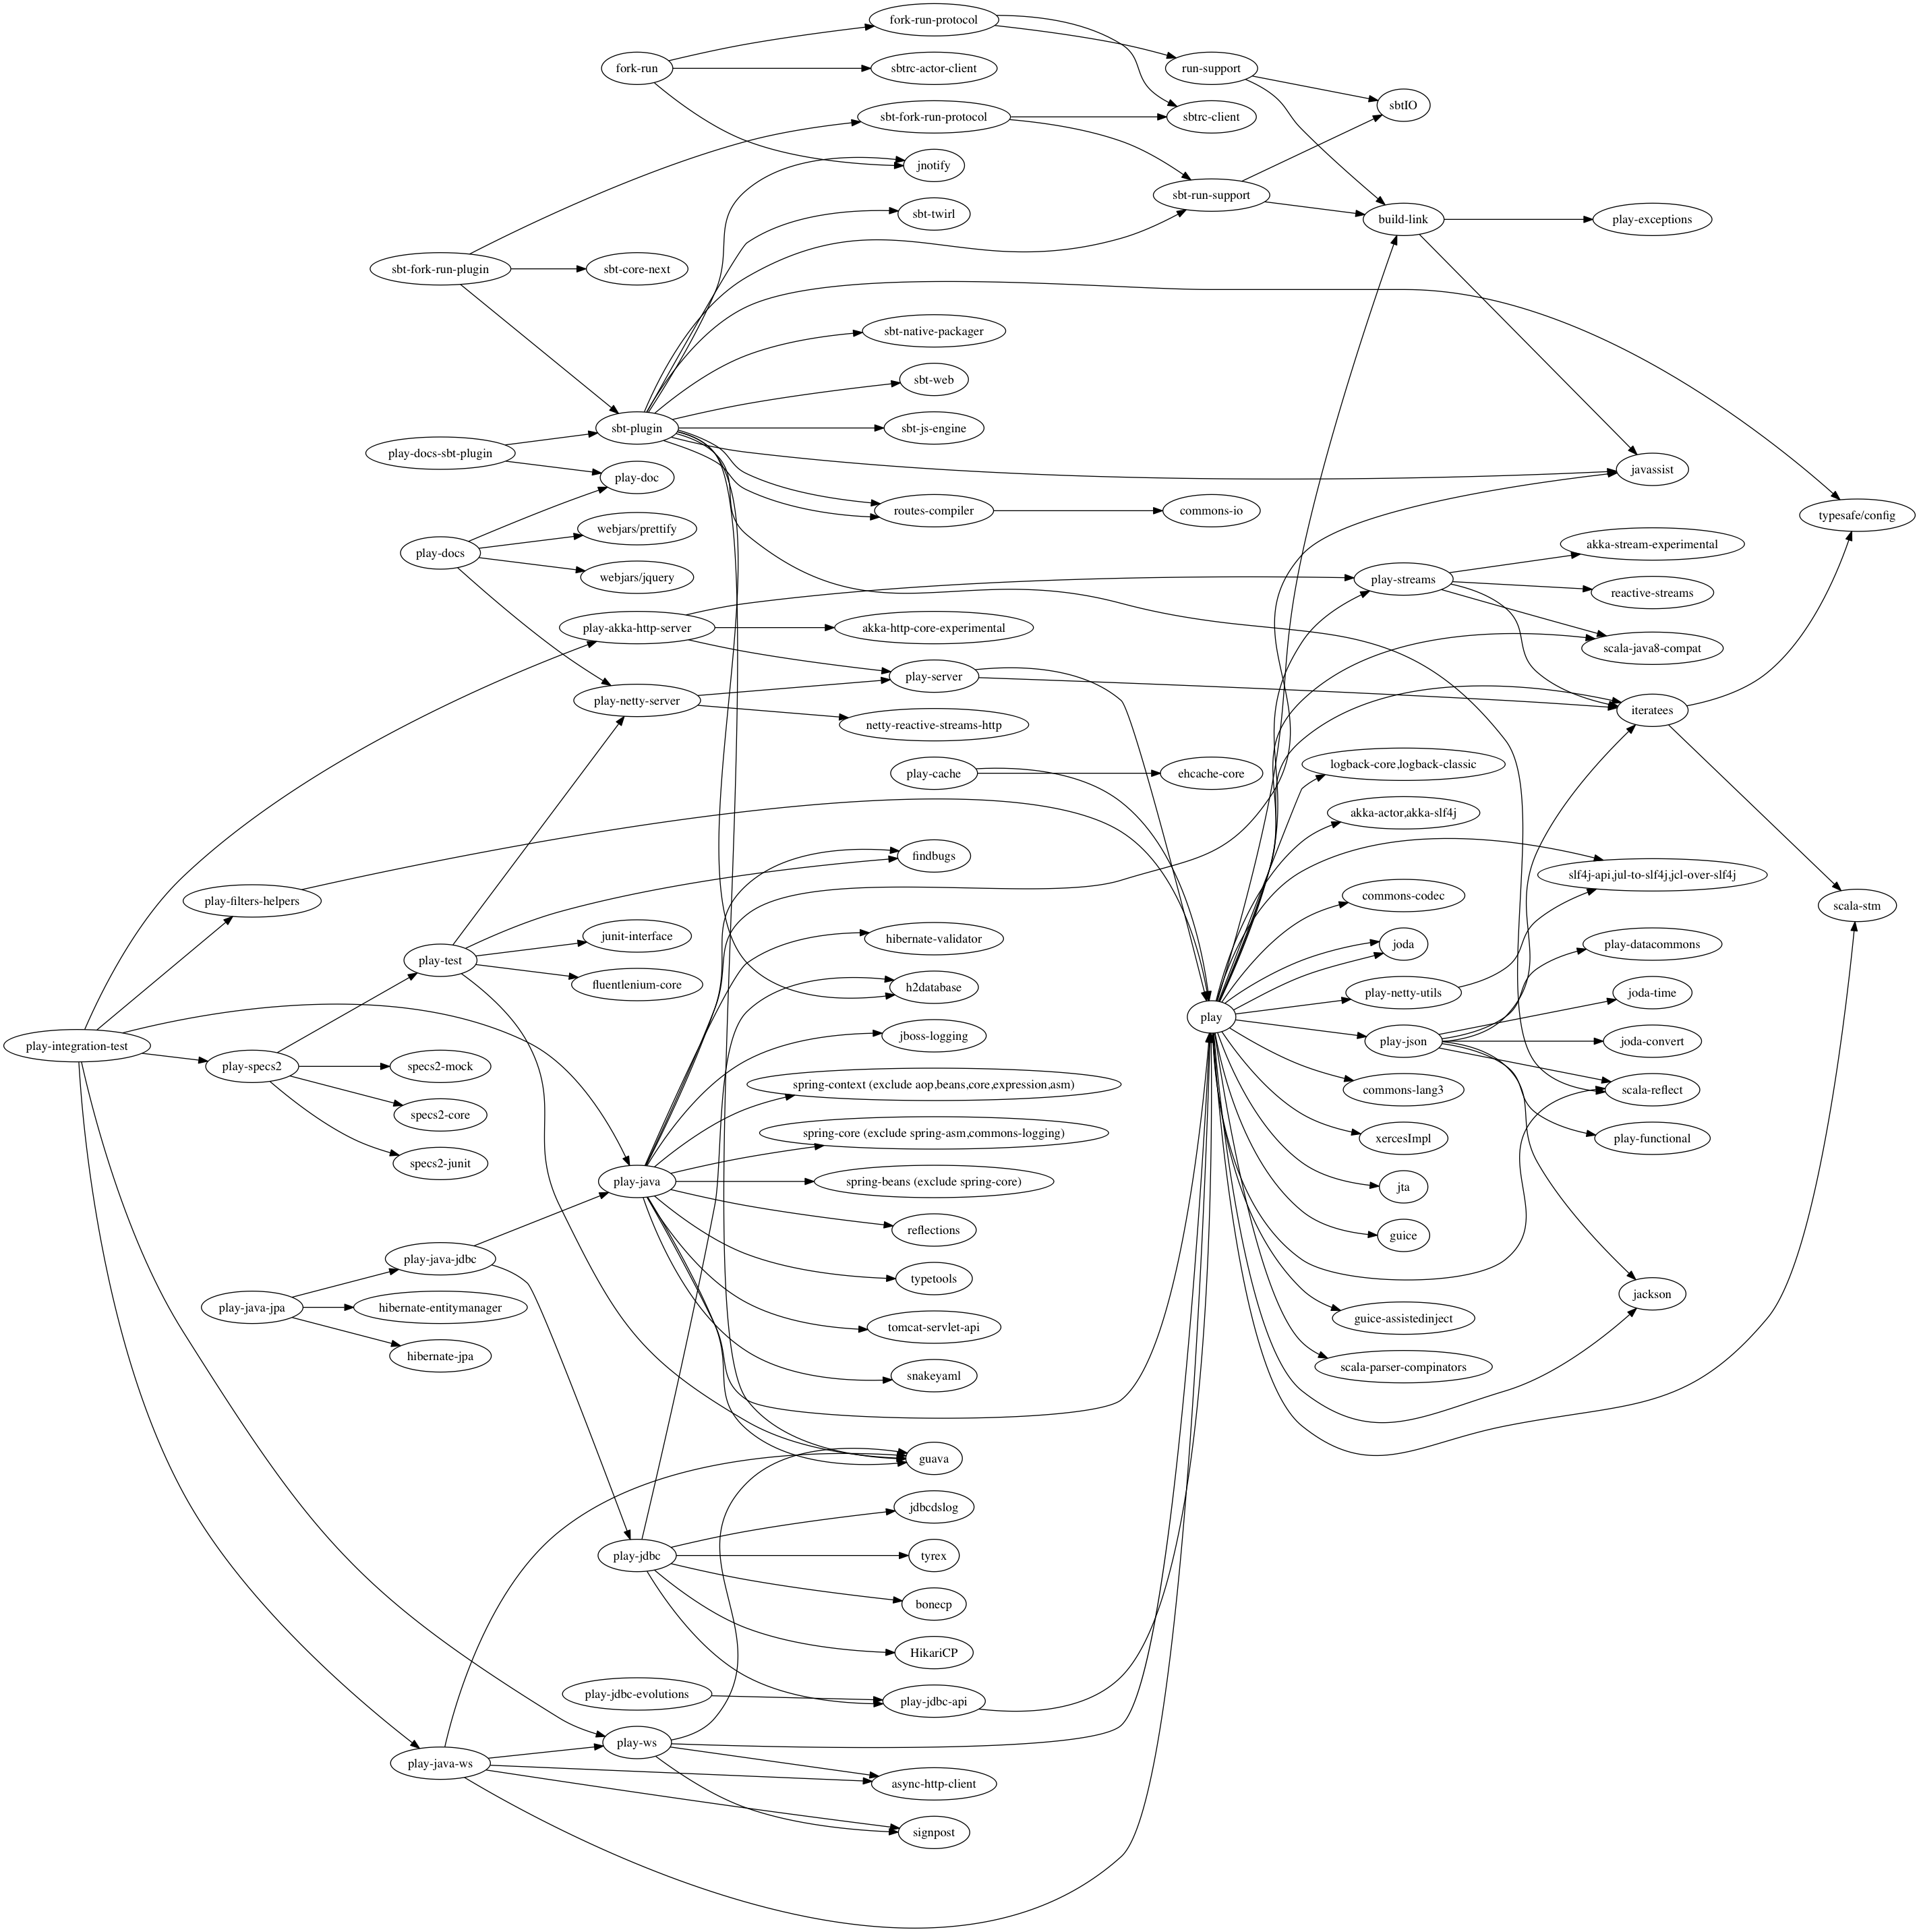 fork-run-protocol
fork-run
sbtrc-actor-client
run-support
sbtIO
sbt-fork-run-protocol
sbtrc-client
jnotify
sbt-run-support
sbt-twirl
build-link
play-exceptions
sbt-fork-run-plugin
sbt-core-next
sbt-native-packager
sbt-web
sbt-plugin
sbt-js-engine
play-docs-sbt-plugin
play-doc
javassist
routes-compiler
commons-io
typesafe/config
webjars/prettify
play-docs
webjars/jquery
akka-stream-experimental
play-streams
reactive-streams
play-akka-http-server
akka-http-core-experimental
scala-java8-compat
play-server
play-netty-server
netty-reactive-streams-http
iteratees
play-cache
ehcache-core
logback-core,logback-classic
akka-actor,akka-slf4j
findbugs
slf4j-api,jul-to-slf4j,jcl-over-slf4j
play-filters-helpers
commons-codec
scala-stm
junit-interface
hibernate-validator
joda
play-datacommons
play-test
fluentlenium-core
h2database
play-netty-utils
joda-time
play
play-integration-test
jboss-logging
play-json
joda-convert
play-specs2
specs2-mock
spring-context (exclude aop,beans,core,expression,asm)
commons-lang3
scala-reflect
specs2-core
spring-core (exclude spring-asm,commons-logging)
xercesImpl
play-functional
specs2-junit
play-java
spring-beans (exclude spring-core)
jta
reflections
guice
play-java-jdbc
typetools
jackson
play-java-jpa
hibernate-entitymanager
tomcat-servlet-api
guice-assistedinject
hibernate-jpa
snakeyaml
scala-parser-compinators
guava
jdbcdslog
play-jdbc
tyrex
bonecp
HikariCP
play-jdbc-evolutions
play-jdbc-api
play-ws
play-java-ws
async-http-client
signpost